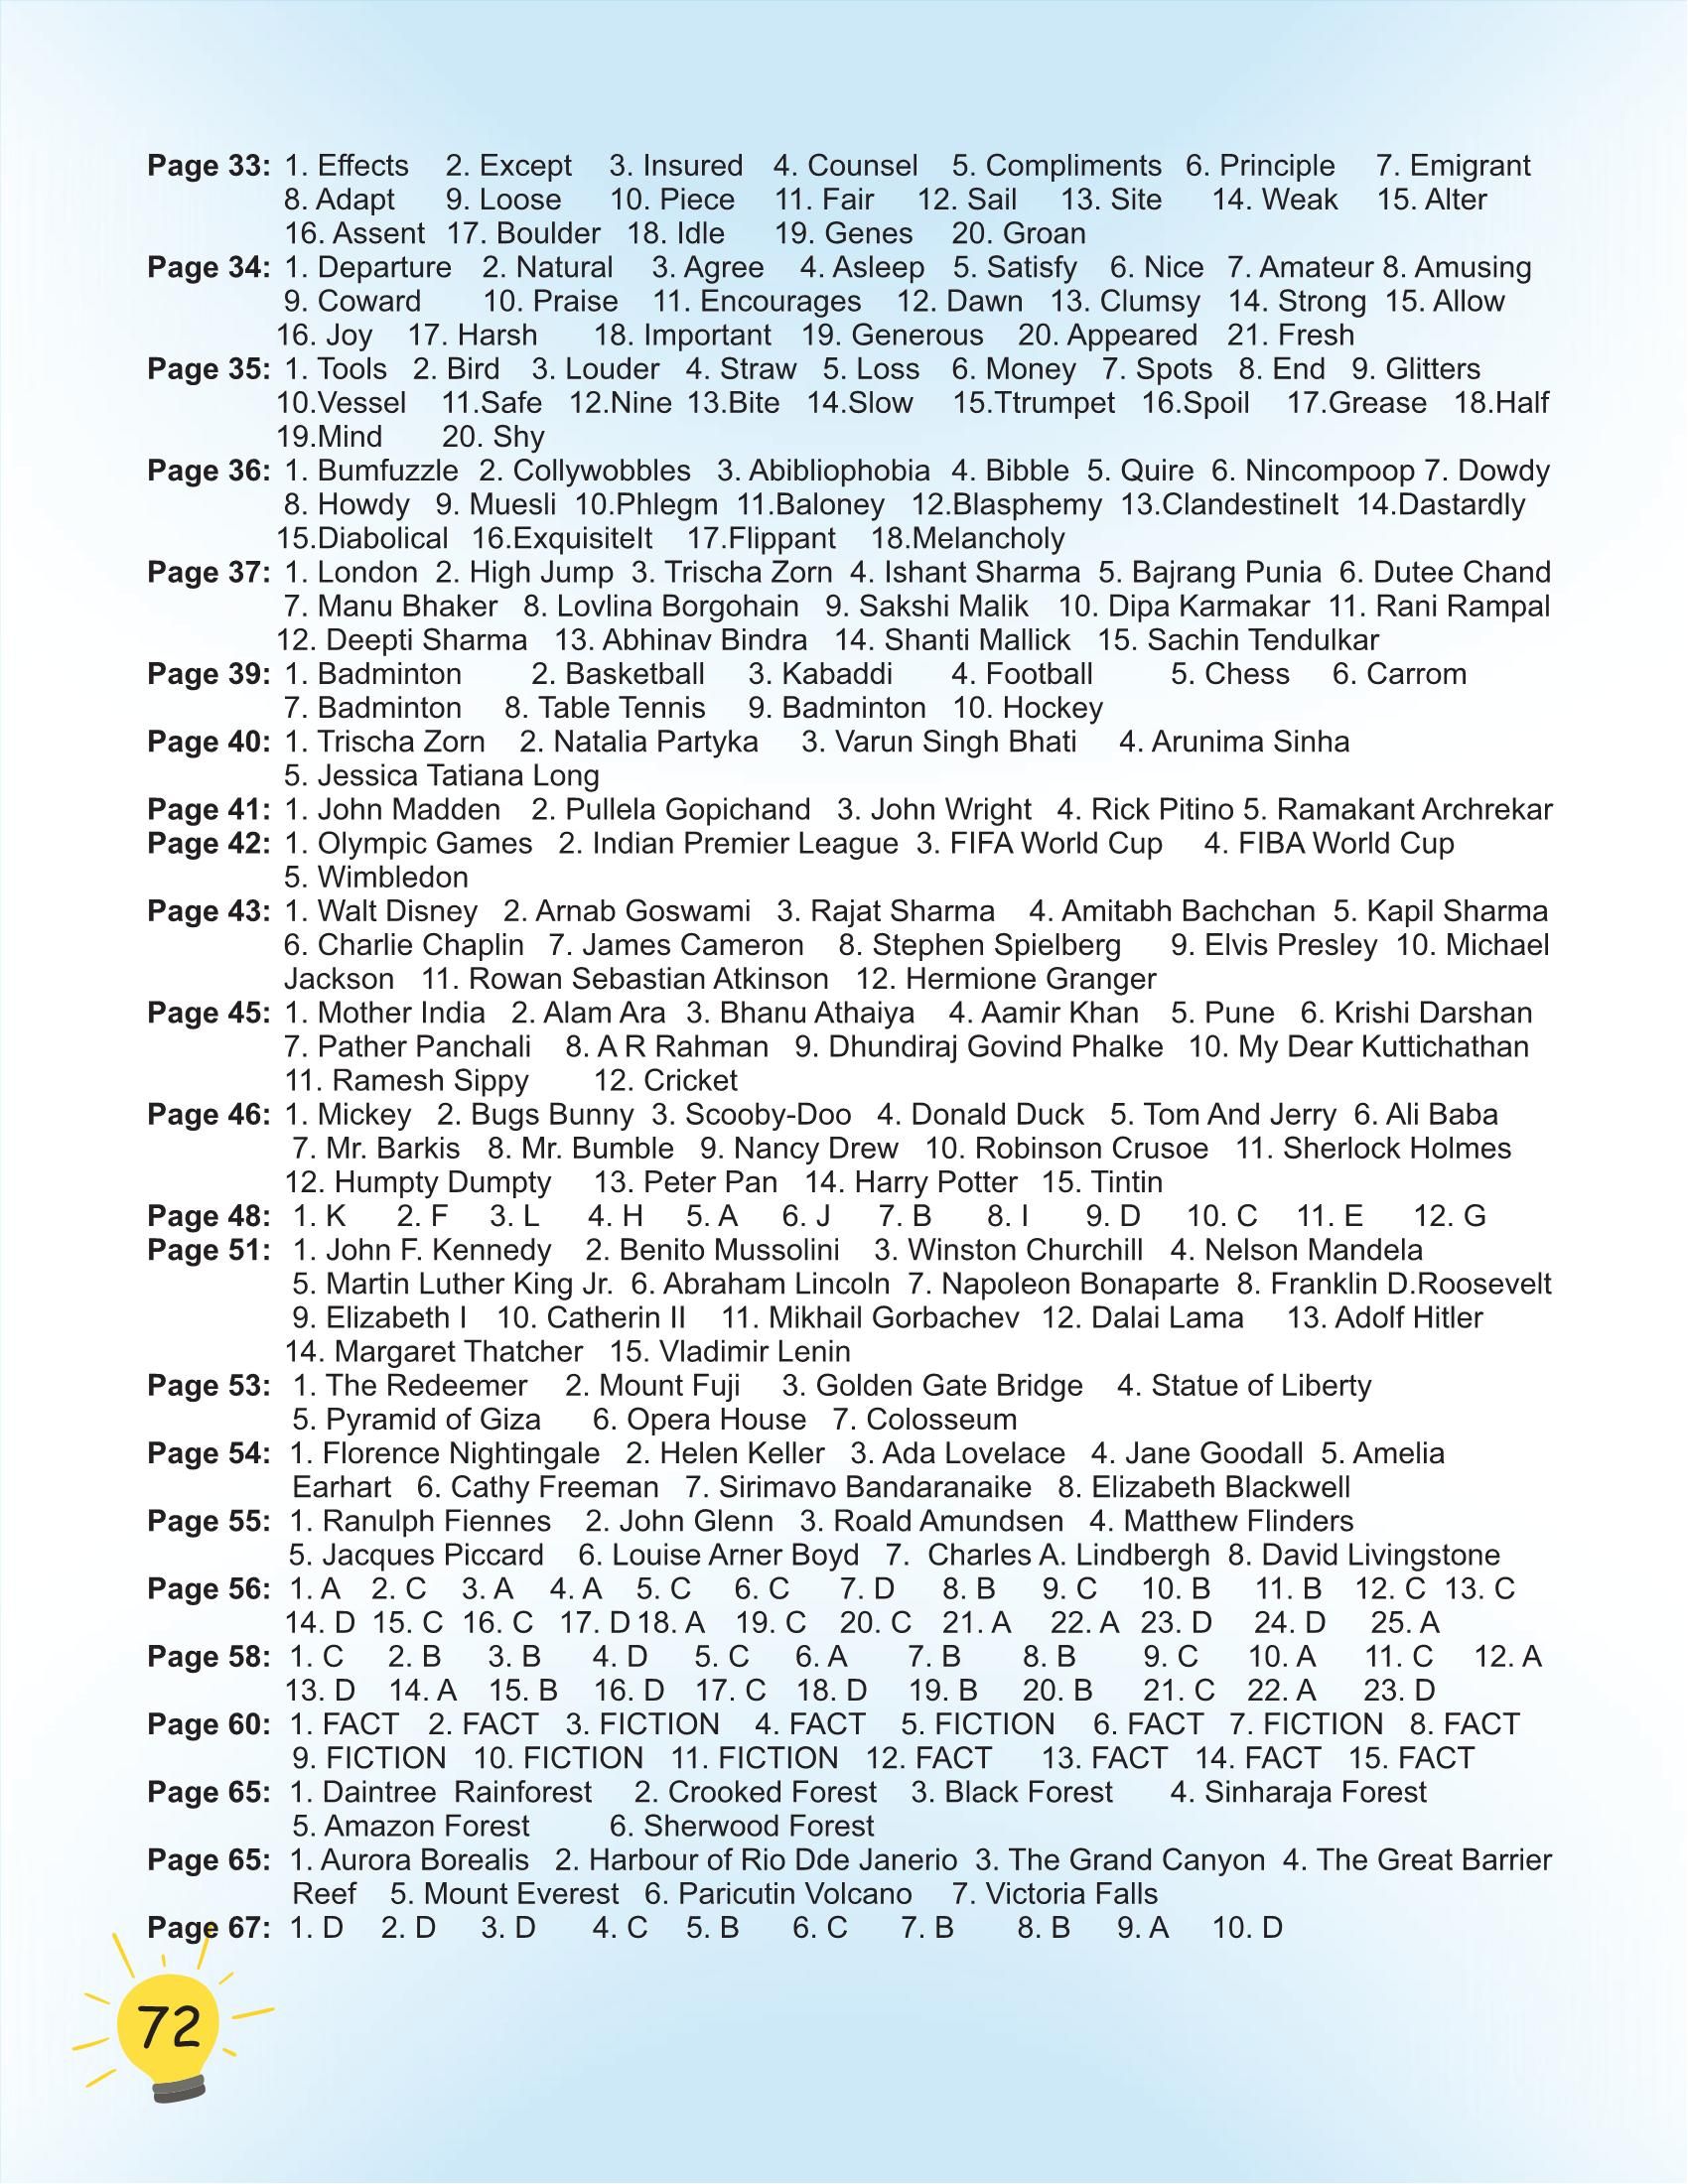 Page 33: 1. Effects 2. Except 3. Insured 4. Counsel 5. Compliments 6. Principle 7. Emigrant
8. Adapt 9. Loose 10. Piece 11. Fair 12. Sail 13. Site 14. Weak 15. Alter
16. Assent 17. Boulder 18. Idle 19. Genes 20. Groan
Page 34: 1. Departure 2. Natural 3. Agree 4. Asleep 5. Satisfy 6. Nice 7. Amateur 8. Amusing
9. Coward 10. Praise 11. Encourages 12. Dawn 13. Clumsy 14. Strong 15. Allow
16. Joy 17. Harsh 18. Important 19. Generous 20. Appeared 21. Fresh
Page 35: 1. Tools 2. Bird 3. Louder 4. Straw 5. Loss 6. Money 7. Spots 8. End 9. Glitters
10.Vessel 11.Safe 12.Nine 13.Bite 14.Slow 15.Ttrumpet 16.Spoil 17.Grease 18.Half
19.Mind 20. Shy
Page 36: 1. Bumfuzzle 2. Collywobbles 3. Abibliophobia 4. Bibble 5. Quire 6. Nincompoop 7. Dowdy
8. Howdy 9. Muesli 10.Phlegm 11.Baloney 12.Blasphemy 13.ClandestineIt 14.Dastardly
15.Diabolical 16.ExquisiteIt 17.Flippant 18.Melancholy
Page 37: 1. London 2. High Jump 3. Trischa Zorn 4. Ishant Sharma 5. Bajrang Punia 6. Dutee Chand
7. Manu Bhaker 8. Lovlina Borgohain 9. Sakshi Malik 10. Dipa Karmakar 11. Rani Rampal
12. Deepti Sharma 13. Abhinav Bindra 14. Shanti Mallick 15. Sachin Tendulkar
Page 39: 1. Badminton 2. Basketball 3. Kabaddi 4. Football 5. Chess 6. Carrom
7. Badminton 8. Table Tennis 9. Badminton 10. Hockey
Page 40: 1. Trischa Zorn 2. Natalia Partyka 3. Varun Singh Bhati 4. Arunima Sinha
5. Jessica Tatiana Long
Page 41: 1. John Madden 2. Pullela Gopichand 3. John Wright 4. Rick Pitino 5. Ramakant Archrekar
Page 42: 1. Olympic Games 2. Indian Premier League 3. FIFA World Cup 4. FIBA World Cup
5. Wimbledon
Page 43: 1. Walt Disney 2. Arnab Goswami 3. Rajat Sharma 4. Amitabh Bachchan 5. Kapil Sharma
6. Charlie Chaplin 7. James Cameron 8. Stephen Spielberg 9. Elvis Presley 10. Michael
Jackson 11. Rowan Sebastian Atkinson 12. Hermione Granger
Page 45: 1. Mother India 2. Alam Ara 3. Bhanu Athaiya 4. Aamir Khan 5. Pune 6. Krishi Darshan
7. Pather Panchali 8. A R Rahman 9. Dhundiraj Govind Phalke 10. My Dear Kuttichathan
11. Ramesh Sippy 12. Cricket
Page 46: 1. Mickey 2. Bugs Bunny 3. Scooby-Doo 4. Donald Duck 5. Tom And Jerry 6. Ali Baba
7. Mr. Barkis 8. Mr. Bumble 9. Nancy Drew 10. Robinson Crusoe 11. Sherlock Holmes
12. Humpty Dumpty 13. Peter Pan 14. Harry Potter 15. Tintin
Page 48: 1. K 2. F 3. L 4. H 5. A 6. J 7. B 8. I 9. D 10. C 11. E 12. G
Page 51: 1. John F. Kennedy 2. Benito Mussolini 3. Winston Churchill 4. Nelson Mandela
5. Martin Luther King Jr. 6. Abraham Lincoln 7. Napoleon Bonaparte 8. Franklin D.Roosevelt
9. Elizabeth I 10. Catherin II 11. Mikhail Gorbachev 12. Dalai Lama 13. Adolf Hitler
14. Margaret Thatcher 15. Vladimir Lenin
Page 53: 1. The Redeemer 2. Mount Fuji 3. Golden Gate Bridge 4. Statue of Liberty
5. Pyramid of Giza 6. Opera House 7. Colosseum
Page 54: 1. Florence Nightingale 2. Helen Keller 3. Ada Lovelace 4. Jane Goodall 5. Amelia
Earhart 6. Cathy Freeman 7. Sirimavo Bandaranaike 8. Elizabeth Blackwell
Page 55: 1. Ranulph Fiennes 2. John Glenn 3. Roald Amundsen 4. Matthew Flinders
5. Jacques Piccard 6. Louise Arner Boyd 7. Charles A. Lindbergh 8. David Livingstone
Page 56: 1. A 2. C 3. A 4. A 5. C 6. C 7. D 8. B 9. C 10. B 11. B 12. C 13. C
14. D 15. C 16. C 17. D 18. A 19. C 20. C 21. A 22. A 23. D 24. D 25. A
Page 58: 1. C 2. B 3. B 4. D 5. C 6. A 7. B 8. B 9. C 10. A 11. C 12. A
13. D 14. A 15. B 16. D 17. C 18. D 19. B 20. B 21. C 22. A 23. D
Page 60: 1. FACT 2. FACT 3. FICTION 4. FACT 5. FICTION 6. FACT 7. FICTION 8. FACT
9. FICTION 10. FICTION 11. FICTION 12. FACT 13. FACT 14. FACT 15. FACT
Page 65: 1. Daintree Rainforest 2. Crooked Forest 3. Black Forest 4. Sinharaja Forest
5. Amazon Forest 6. Sherwood Forest
Page 65: 1. Aurora Borealis 2. Harbour of Rio Dde Janerio 3. The Grand Canyon 4. The Great Barrier
Reef 5. Mount Everest 6. Paricutin Volcano 7. Victoria Falls
Page 67: 1. D 2. D 3. D 4. C 5. B 6. C 7. B 8. B 9. A 10. D
72